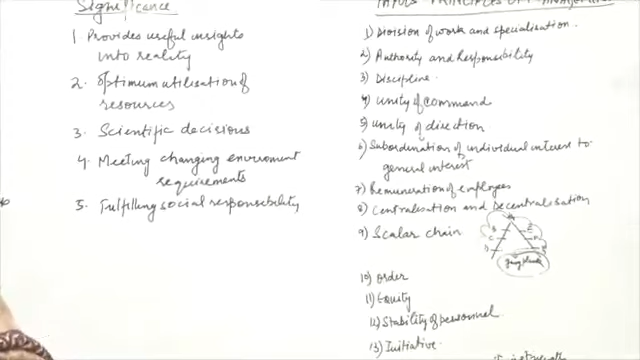 Significance
1. Provides useful insights
into reality
2. Optimum utilisation of
resources
3. Scientific decisions
4. Meeting changing enviroment
requirements
5. Fulfilling social responsibility
PRINCIPLES OF
1) Division of work and specialisation.
2) Authority and Responsibility
3) Discipline.
4) Unity of command
5) Unity of direction
6) Subordination of individual interest to
general interest
7) Remuneration of employees
8) Centralisation and Decentralisation
9) Scalar chain
gang plank
10) Order
11) Equity
12) Stability of personnel
13) Initiative